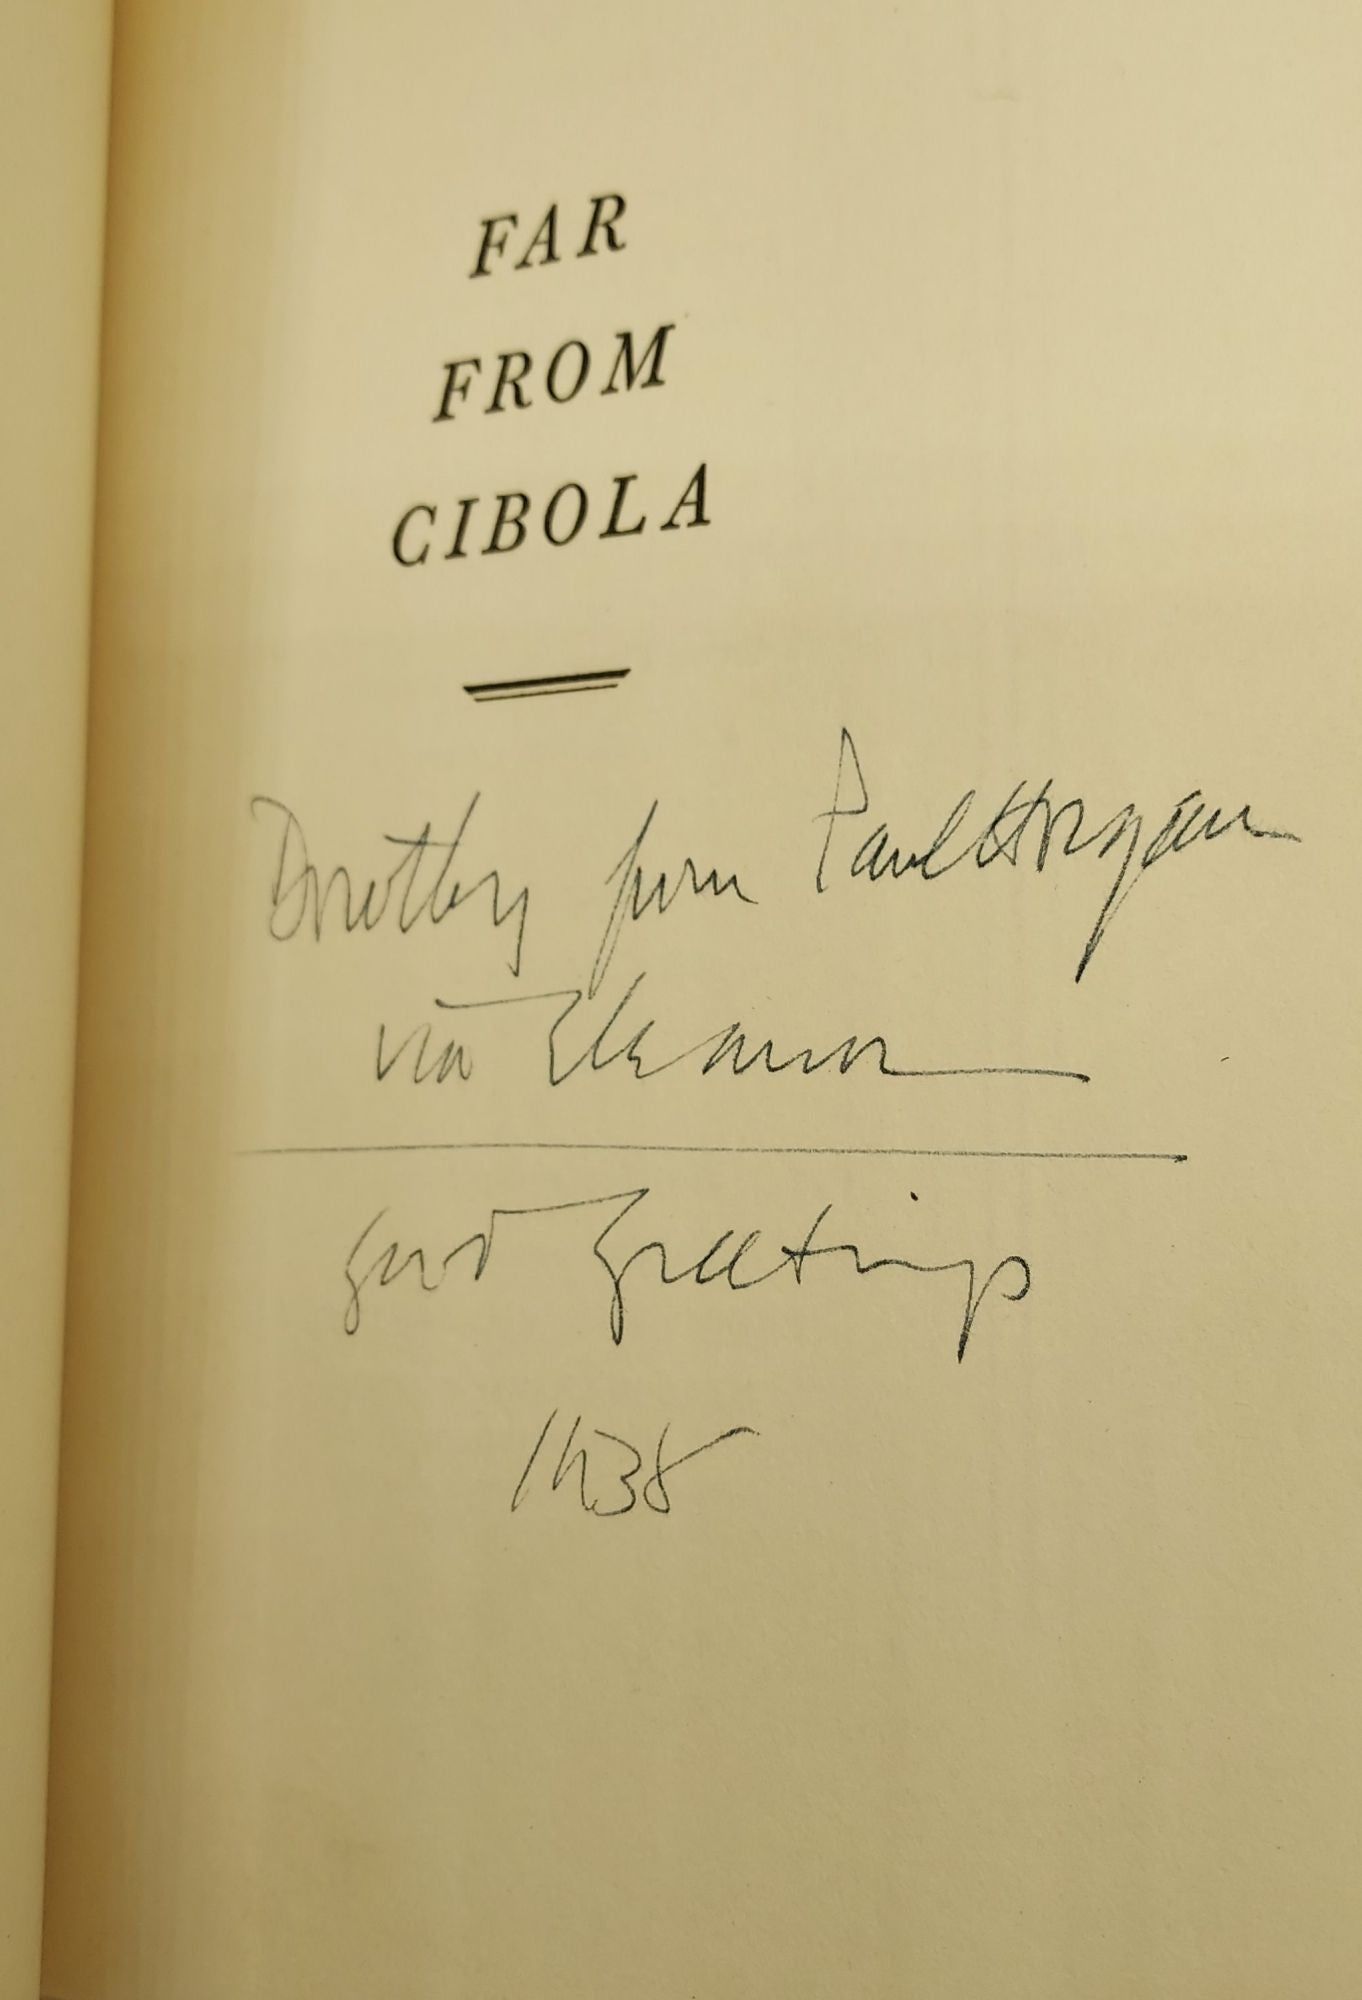 FAR
FROM
CIBOLA
Dorothy from Paul Horgan
via Eleanor
good greetings
1938